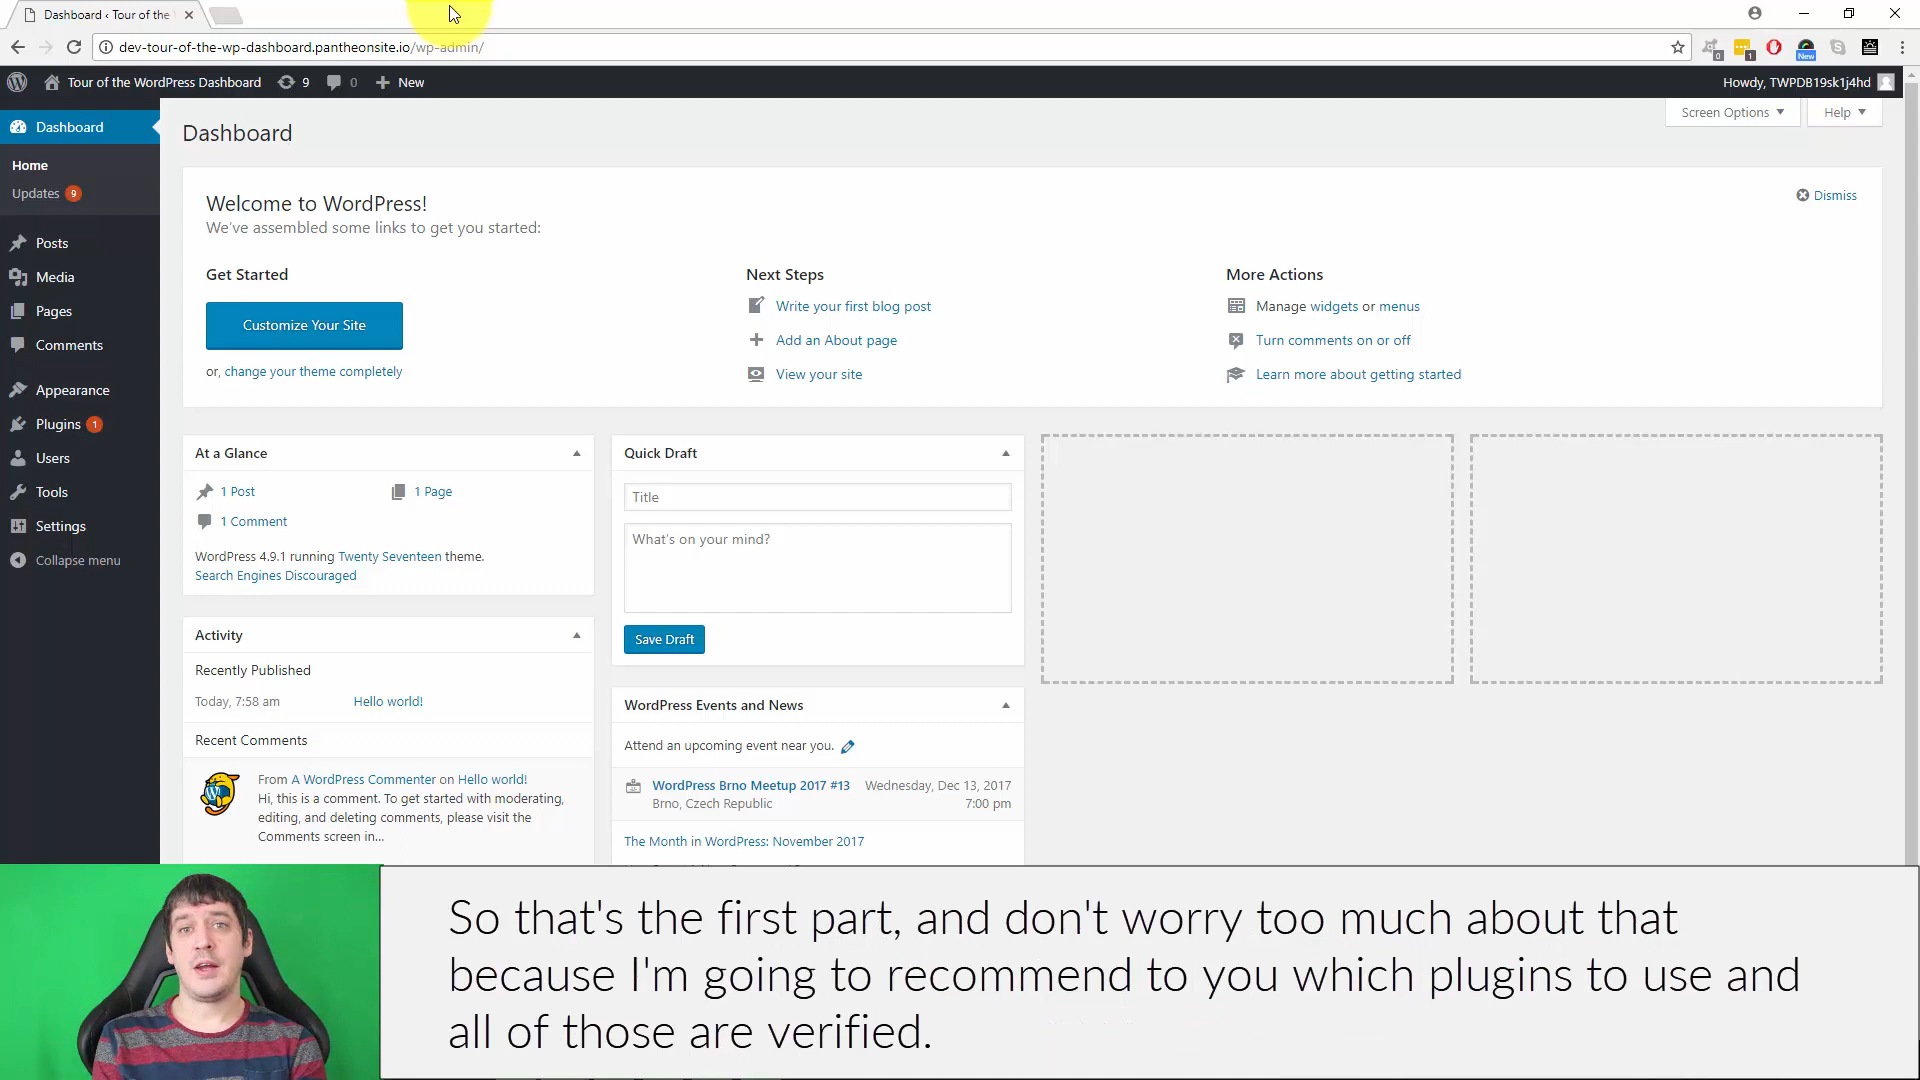 Dashboard ‹ Tour of the
dev-tour-of-the-wp-dashboard.pantheonsite.io/wp-admin/
0
1
New
Tour of the WordPress Dashboard
9
0
New
Howdy, TWPDB19sk1j4hd
Dashboard
Home
Updates 9
Posts
Media
Pages
Comments
Appearance
Plugins 1
Users
Tools
Settings
Collapse menu
Dashboard
Screen Options
Help
Welcome to WordPress!
We've assembled some links to get you started:
Dismiss
Get Started
Customize Your Site
or, change your theme completely
Next Steps
Write your first blog post
Add an About page
View your site
More Actions
Manage widgets or menus
Turn comments on or off
Learn more about getting started
At a Glance
1 Post
1 Page
1 Comment
WordPress 4.9.1 running Twenty Seventeen theme.
Search Engines Discouraged
Activity
Recently Published
Today, 7:58 am
Hello world!
Recent Comments
From A WordPress Commenter on Hello world!
Hi, this is a comment. To get started with moderating,
editing, and deleting comments, please visit the
Comments screen in…
Quick Draft
Title
What's on your mind?
Save Draft
WordPress Events and News
Attend an upcoming event near you.
WordPress Brno Meetup 2017 #13
Wednesday, Dec 13, 2017
Brno, Czech Republic
7:00 pm
The Month in WordPress: November 2017
So that's the first part, and don't worry too much about that
because I'm going to recommend to you which plugins to use and
all of those are verified.